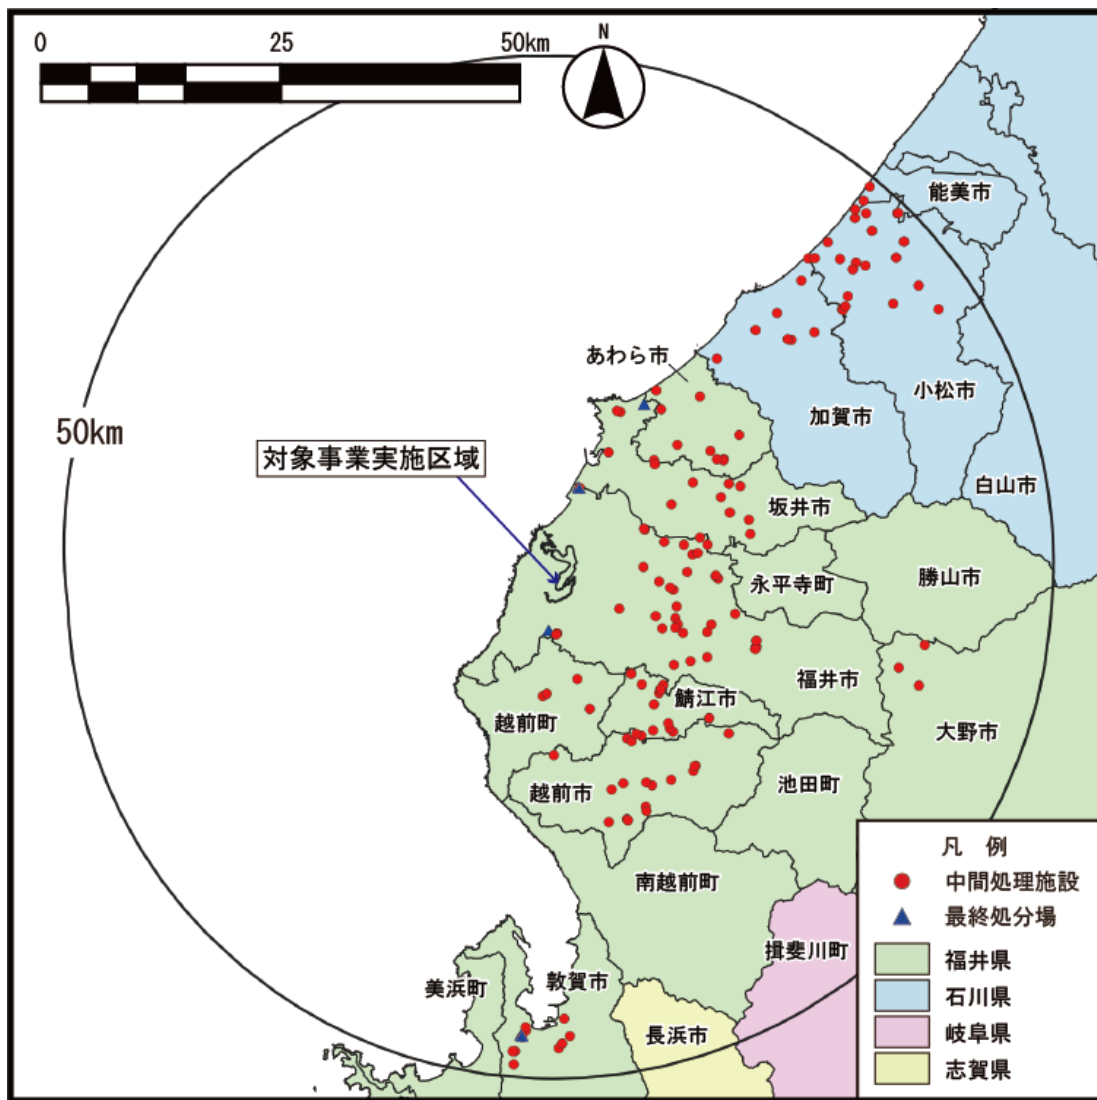 0 25 50km
N
能美市
あわら市
小松市
加賀市
50km
対象事業実施区域
白山市
坂井市
勝山市
永平寺町
福井市
鯖江市
越前町
大野市
池田町
越前市
南越前町
揖斐川町
敦賀市
美浜町
長浜市
凡 例
中間処理施設
最終処分場
福井県
石川県
岐阜県
志賀県